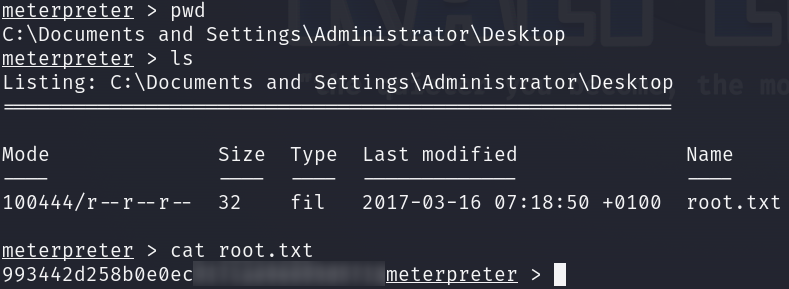 meterpreter > pwd
C:\Documents and Settings\Administrator\Desktop
meterpreter > ls
Listing: C:\Documents and Settings\Administrator\Desktop
Mode Size Type Last modified Name
100444/r--r--r-- 32 fil 2017-03-16 07:18:50 +0100 root.txt
meterpreter > cat root.txt
993442d258b0e0ec meterpreter >